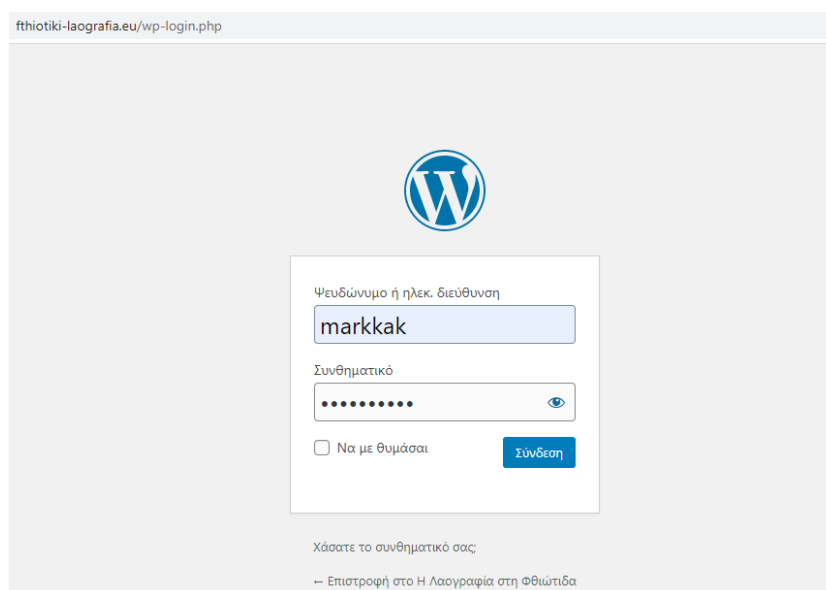 fthiotiki-laografia.eu/wp-login.php
Ψευδώνυμο ή ηλεκ. διεύθυνση
markkak
Συνθηματικό
••••••••••
Να με θυμάσαι
Σύνδεση
Χάσατε το συνθηματικό σας;
← Επιστροφή στο Η Λαογραφία στη Φθιώτιδα